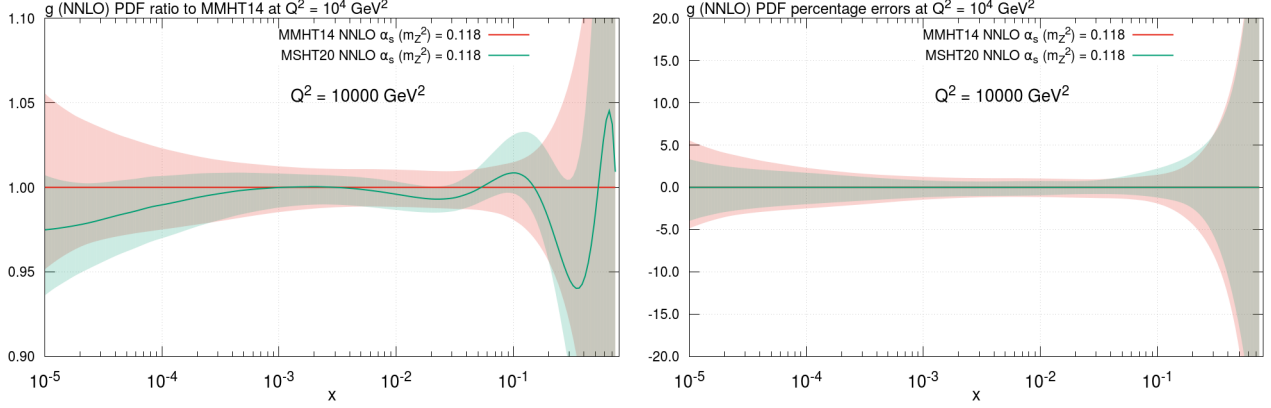 g (NNLO) PDF ratio to MMHT14 at Q² = 10⁴ GeV²
MMHT14 NNLO αₛ (m_Z²) = 0.118
MSHT20 NNLO αₛ (m_Z²) = 0.118
Q² = 10000 GeV²
1.10
1.05
1.00
0.95
0.90
10⁻⁵ 10⁻⁴ 10⁻³ 10⁻² 10⁻¹
x
g (NNLO) PDF percentage errors at Q² = 10⁴ GeV²
MMHT14 NNLO αₛ (m_Z²) = 0.118
MSHT20 NNLO αₛ (m_Z²) = 0.118
Q² = 10000 GeV²
20.0
15.0
10.0
5.0
0.0
-5.0
-10.0
-15.0
-20.0
10⁻⁵ 10⁻⁴ 10⁻³ 10⁻² 10⁻¹
x